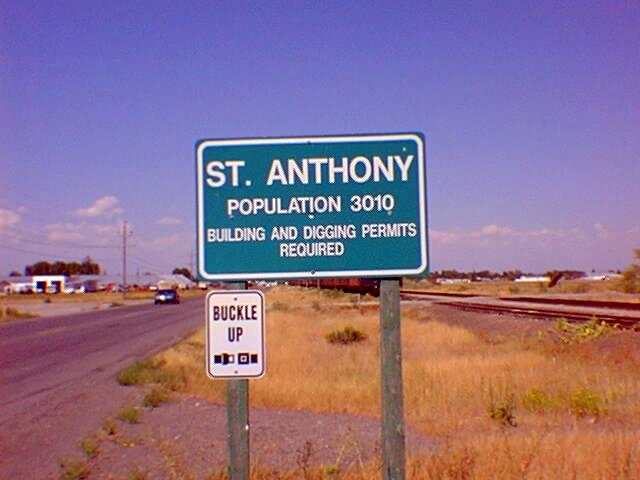 ST. ANTHONY
POPULATION 3010
BUILDING AND DIGGING PERMITS
REQUIRED
BUCKLE
UP